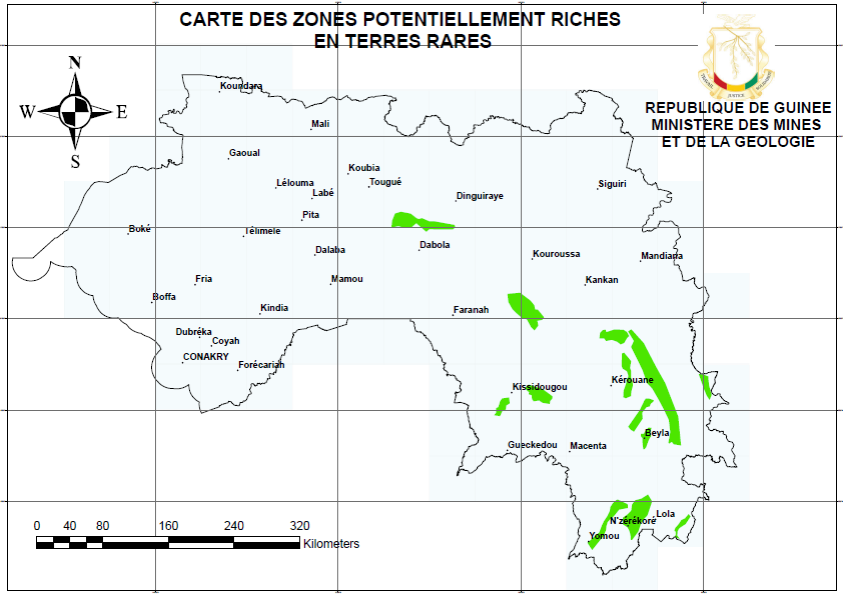 CARTE DES ZONES POTENTIELLEMENT RICHES
EN TERRES RARES
TRAVAIL JUSTICE SOLIDARITE
REPUBLIQUE DE GUINEE
MINISTERE DES MINES
ET DE LA GEOLOGIE
N
W E
S
Koundara
Mali
Gaoual
Koubia
Lélouma
Tougué
Siguiri
Labé
Dinguiraye
Pita
Boké
Télimélé
Dalaba
Dabola
Kouroussa
Mandiana
Fria
Mamou
Kankan
Boffa
Kindia
Faranah
Dubréka
Coyah
CONAKRY
Forécariah
Kérouane
Kissidougou
Beyla
Gueckedou
Macenta
Lola
N'zérékoré
Yomou
0 40 80 160 240 320
Kilometers